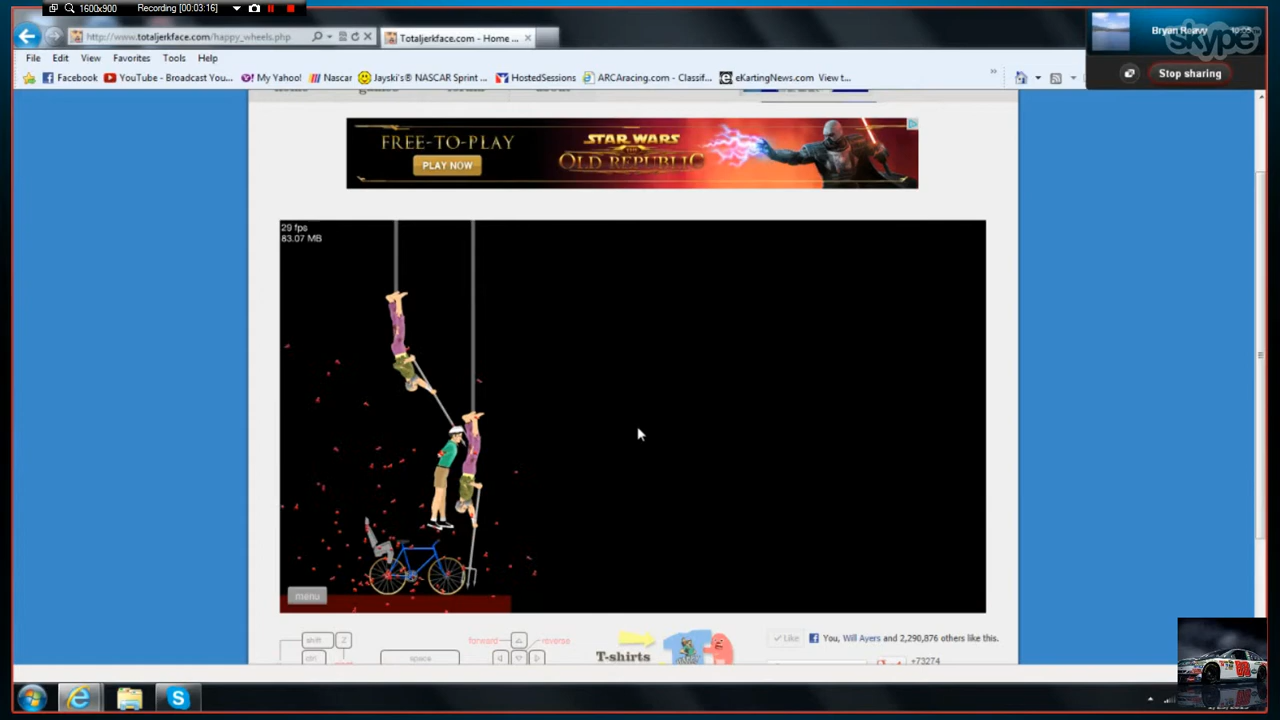 1600x900 Recording [00:03:16]
http://www.totaljerkface.com/happy_wheels.php
Totaljerkface.com - Home ...
Bryan Reavy
skype
File Edit View Favorites Tools Help
Stop sharing
Facebook YouTube - Broadcast You... My Yahoo! Nascar Jayski's® NASCAR Sprint ... HostedSessions ARCAracing.com - Classif... eKartingNews.com View t...
FREE-TO-PLAY
PLAY NOW
STAR WARS
THE
OLD REPUBLIC
29 fps
83.07 MB
menu
shift Z
forward reverse
ctrl
space
T-shirts
Like
You, Will Ayers and 2,290,876 others like this.
+73274